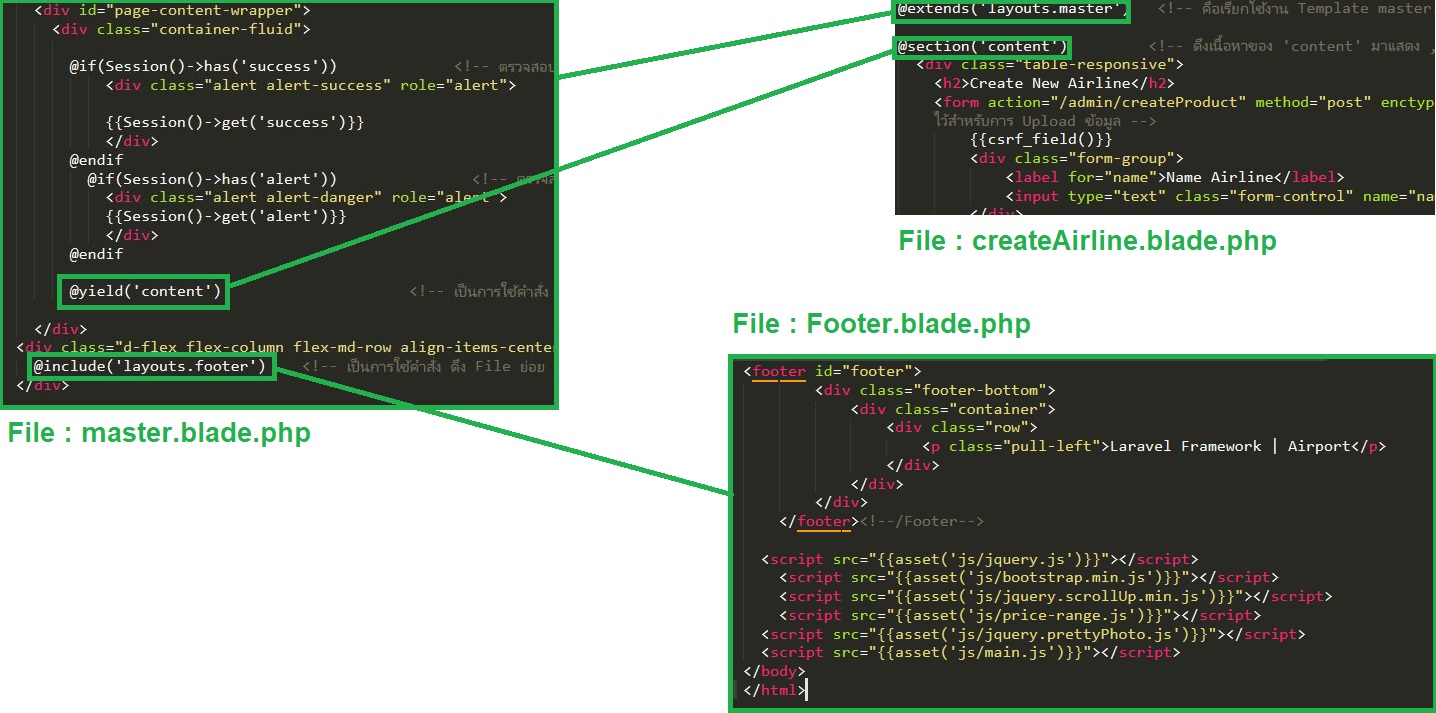 <div id="page-content-wrapper">
<div class="container-fluid">
@if(Session()->has('success')) <!-- ตรวจสอบ
<div class="alert alert-success" role="alert">
{{Session()->get('success')}}
</div>
@endif
@if(Session()->has('alert')) <!--
<div class="alert alert-danger" role="alert">
{{Session()->get('alert')}}
</div>
@endif
@yield('content') <!-- เป็นการใช้คำสั่ง
</div>
<div class="d-flex flex-column flex-md-row align-items-center
@include('layouts.footer') <!-- เป็นการใช้คำสั่ง ดึง File ย่อย
</div>
File : master.blade.php
@extends('layouts.master') <!-- คือเรียกใช้งาน Template master
@section('content') <!-- ดึงเนื้อหาของ 'content' มาแสดง ,
<div class="table-responsive">
<h2>Create New Airline</h2>
<form action="/admin/createProduct" method="post" enctyp
ไว้สำหรับการ Upload ข้อมูล -->
{{csrf_field()}}
<div class="form-group">
<label for="name">Name Airline</label>
<input type="text" class="form-control" name="na
</div>
File : createAirline.blade.php
File : Footer.blade.php
<footer id="footer">
<div class="footer-bottom">
<div class="container">
<div class="row">
<p class="pull-left">Laravel Framework | Airport</p>
</div>
</div>
</div>
</footer><!--/Footer-->
<script src="{{asset('js/jquery.js')}}"></script>
<script src="{{asset('js/bootstrap.min.js')}}"></script>
<script src="{{asset('js/jquery.scrollUp.min.js')}}"></script>
<script src="{{asset('js/price-range.js')}}"></script>
<script src="{{asset('js/jquery.prettyPhoto.js')}}"></script>
<script src="{{asset('js/main.js')}}"></script>
</body>
</html>